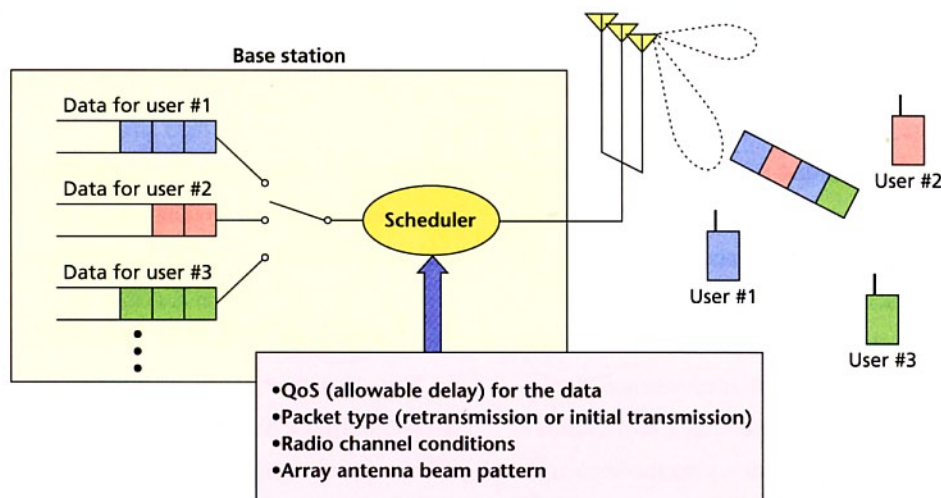 Base station
Data for user #1
Data for user #2
Data for user #3
Scheduler
User #1
User #2
User #3
•QoS (allowable delay) for the data
•Packet type (retransmission or initial transmission)
•Radio channel conditions
•Array antenna beam pattern